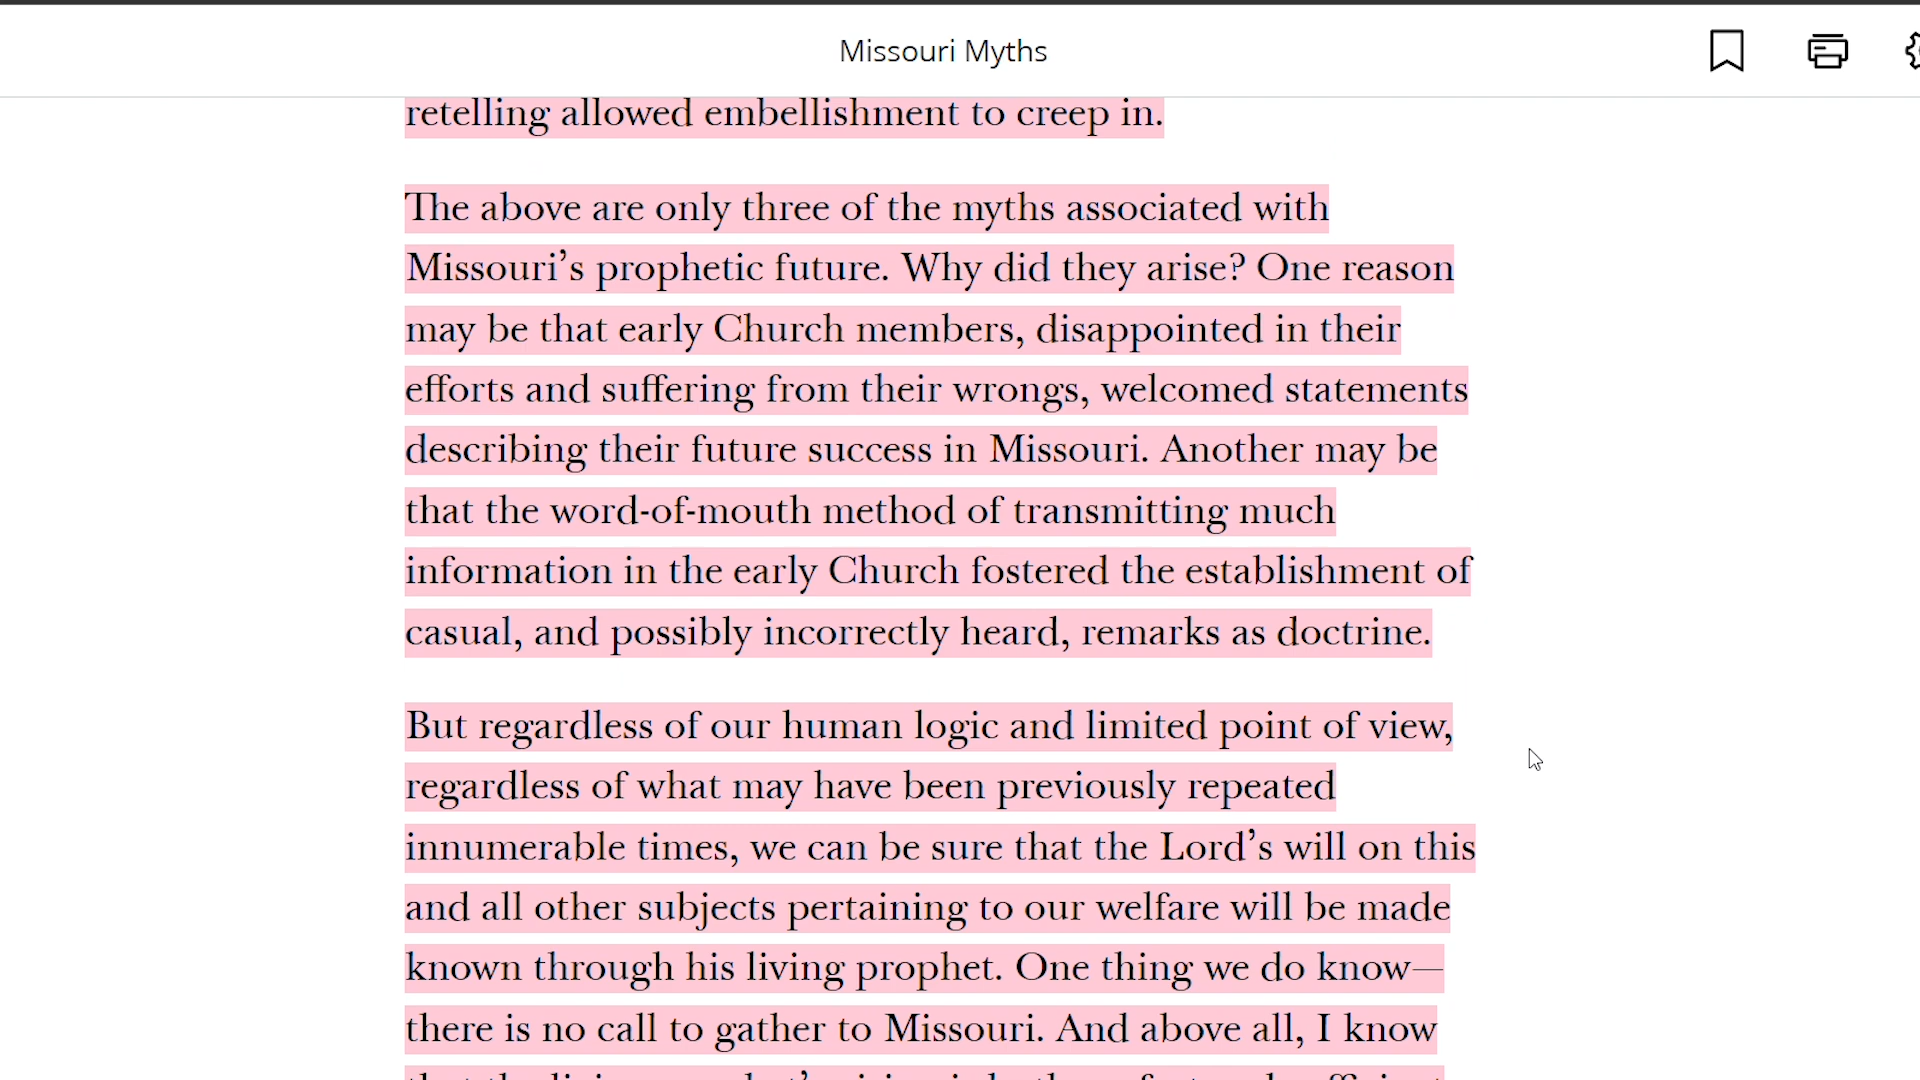 Missouri Myths
retelling allowed embellishment to creep in.
The above are only three of the myths associated with
Missouri’s prophetic future. Why did they arise? One reason
may be that early Church members, disappointed in their
efforts and suffering from their wrongs, welcomed statements
describing their future success in Missouri. Another may be
that the word-of-mouth method of transmitting much
information in the early Church fostered the establishment of
casual, and possibly incorrectly heard, remarks as doctrine.
But regardless of our human logic and limited point of view,
regardless of what may have been previously repeated
innumerable times, we can be sure that the Lord’s will on this
and all other subjects pertaining to our welfare will be made
known through his living prophet. One thing we do know—
there is no call to gather to Missouri. And above all, I know